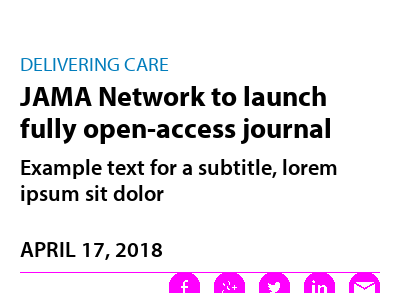 DELIVERING CARE
JAMA Network to launch
fully open-access journal
Example text for a subtitle, lorem
ipsum sit dolor
APRIL 17, 2018